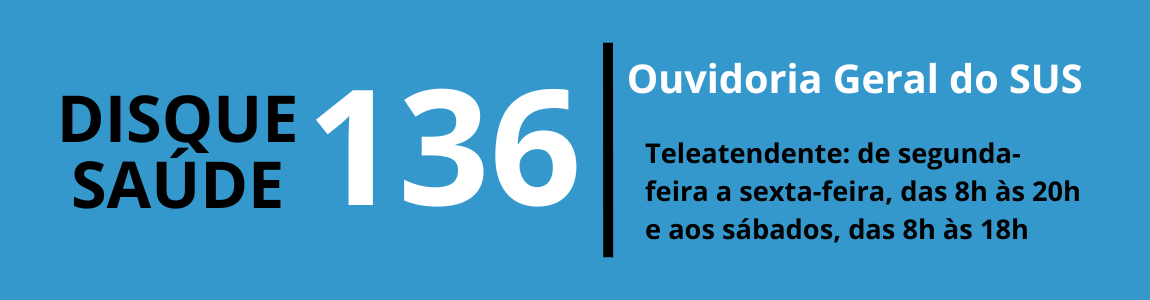 DISQUE
SAÚDE
136
Ouvidoria Geral do SUS
Teleatendente: de segunda-
feira a sexta-feira, das 8h às 20h
e aos sábados, das 8h às 18h